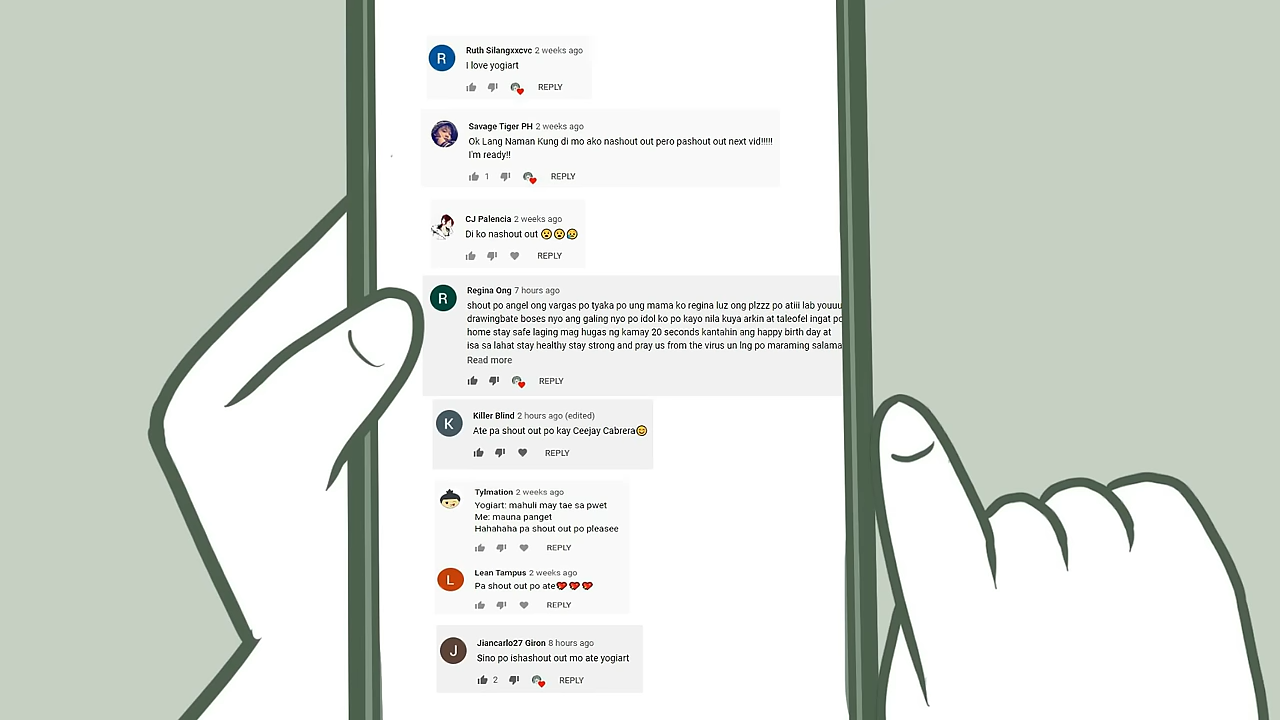 Ruth Silangxxcvc 2 weeks ago
I love yogiart
REPLY
Savage Tiger PH 2 weeks ago
Ok Lang Naman Kung di mo ako nashout out pero pashout out next vid!!!!!
I'm ready!!
1 REPLY
CJ Palencia 2 weeks ago
Di ko nashout out 😮😮😥
REPLY
Regina Ong 7 hours ago
shout po angel ong vargas po tyaka po ung mama ko regina luz ong plzzz po atiii lab youuu
drawingbate boses nyo ang galing nyo po idol ko po kayo nila kuya arkin at taleofel ingat po
home stay safe laging mag hugas ng kamay 20 seconds kantahin ang happy birth day at
isa sa lahat stay healthy stay strong and pray us from the virus un lng po maraming salama
Read more
REPLY
Killer Blind 2 hours ago (edited)
Ate pa shout out po kay Ceejay Cabrera😊
REPLY
Tylmation 2 weeks ago
Yogiart: mahuli may tae sa pwet
Me: mauna panget
Hahahaha pa shout out po pleasee
REPLY
Lean Tampus 2 weeks ago
Pa shout out po ate💖💖💖
REPLY
Jiancarlo27 Giron 8 hours ago
Sino po ishashout out mo ate yogiart
2 REPLY
R
R
K
L
J